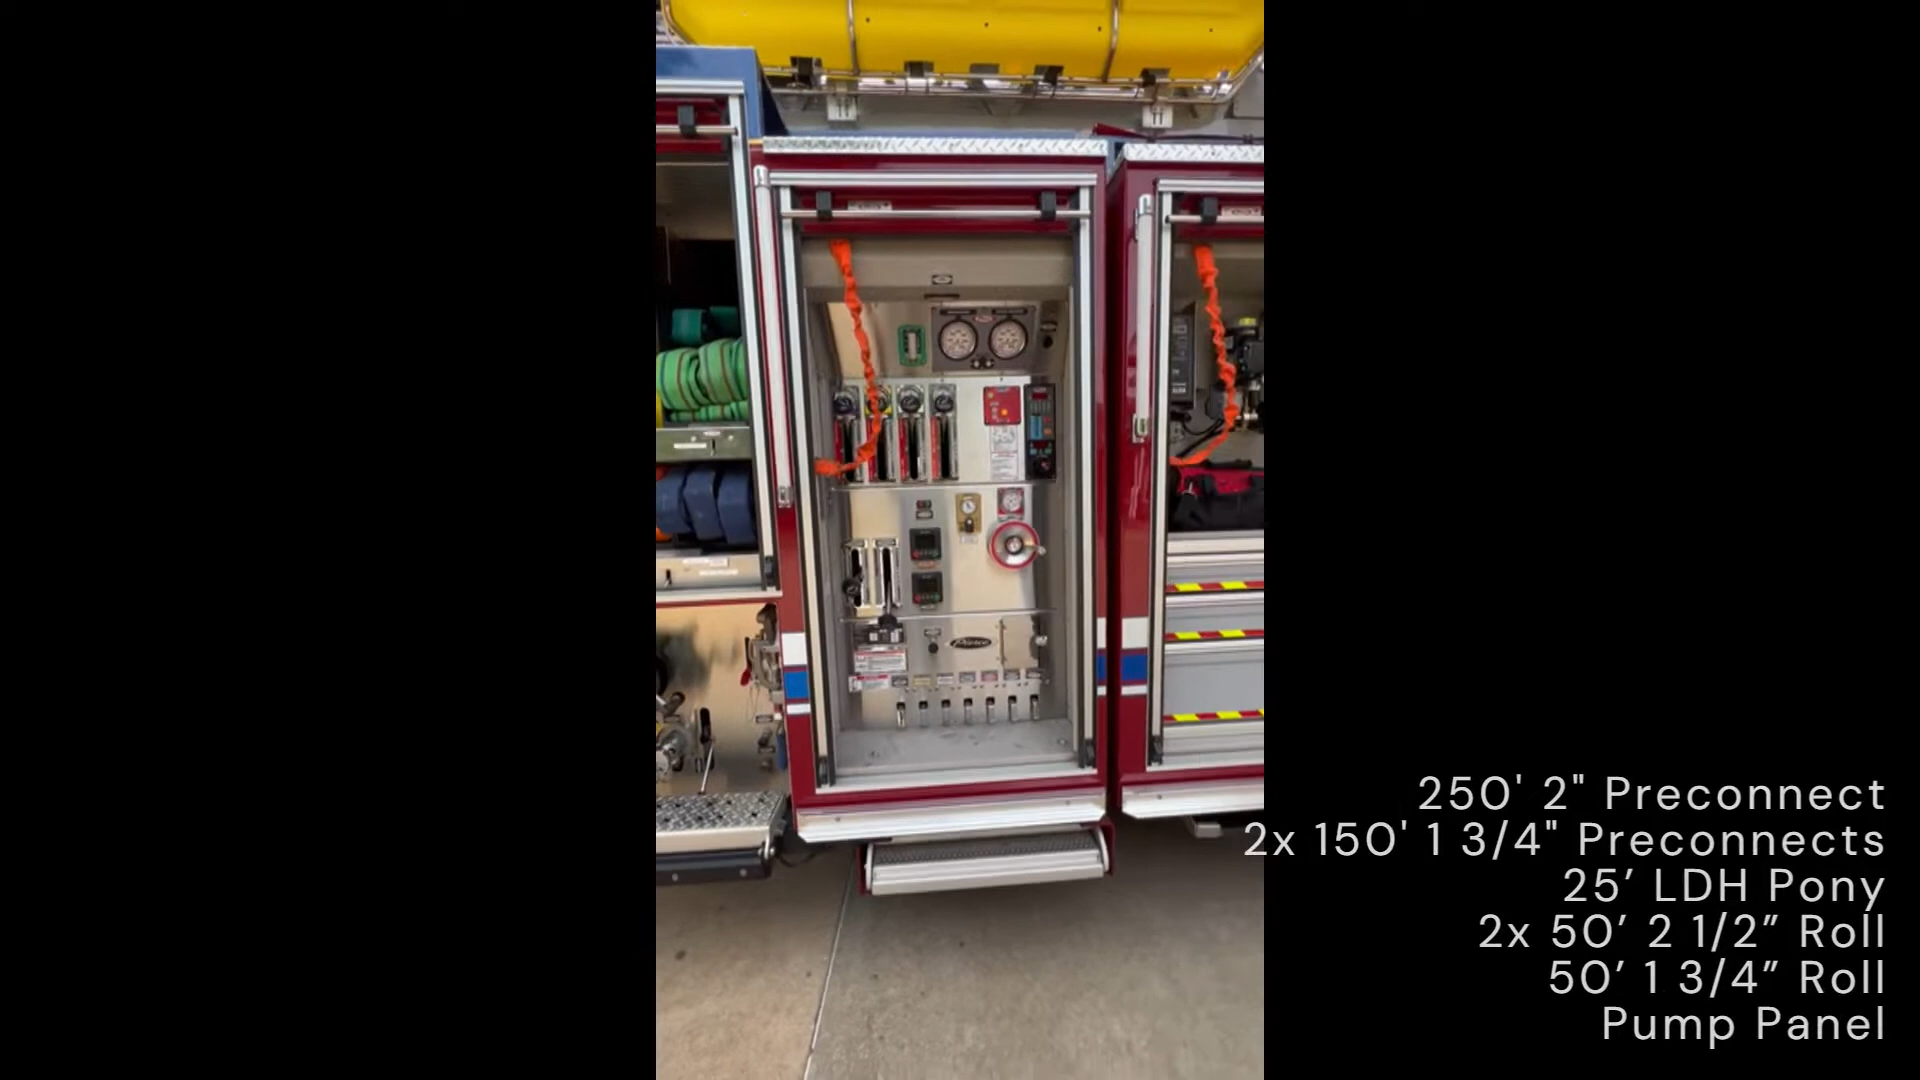 Pierce
250' 2" Preconnect
2x 150' 1 3/4" Preconnects
25’ LDH Pony
2x 50’ 2 1/2” Roll
50’ 1 3/4” Roll
Pump Panel